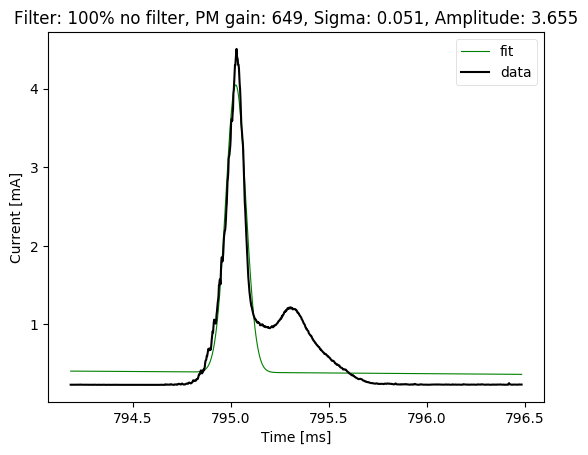 Filter: 100% no filter, PM gain: 649, Sigma: 0.051, Amplitude: 3.655
fit
data
4
3
2
1
Current [mA]
794.5 795.0 795.5 796.0 796.5
Time [ms]